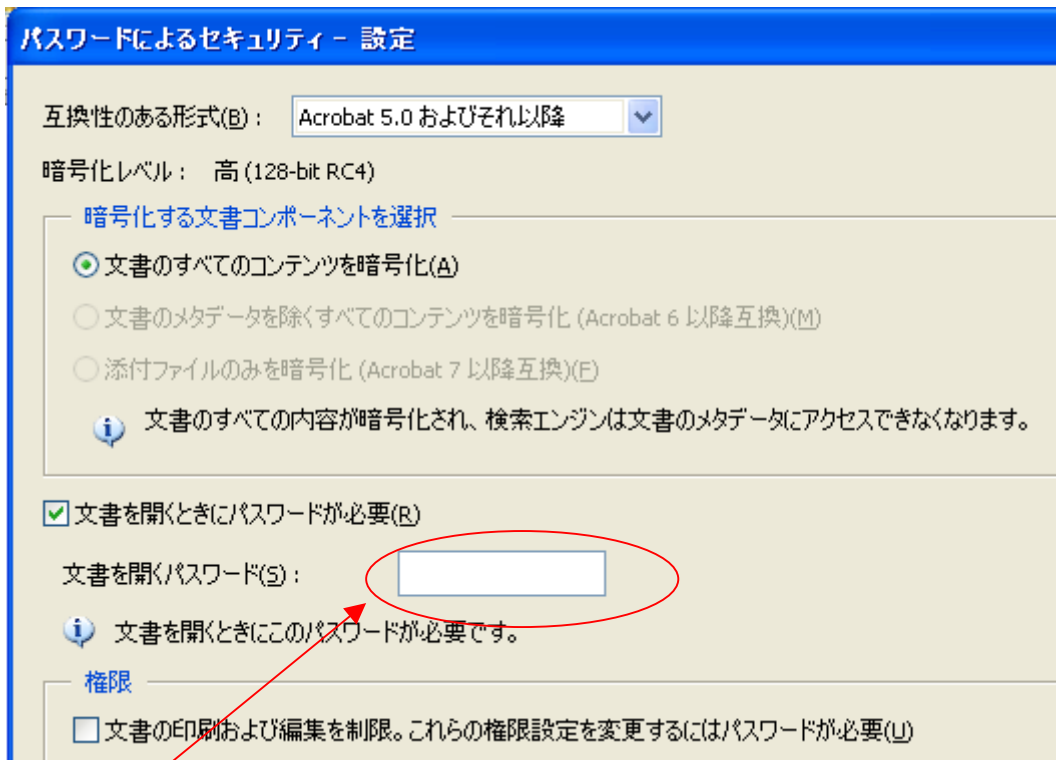 パスワードによるセキュリティ - 設定
互換性のある形式(B)： Acrobat 5.0 およびそれ以降
暗号化レベル： 高 (128-bit RC4)
暗号化する文書コンポーネントを選択
文書のすべてのコンテンツを暗号化(A)
文書のメタデータを除くすべてのコンテンツを暗号化 (Acrobat 6 以降互換)(M)
添付ファイルのみを暗号化 (Acrobat 7 以降互換)(F)
文書のすべての内容が暗号化され、検索エンジンは文書のメタデータにアクセスできなくなります。
文書を開くときにパスワードが必要(R)
文書を開くパスワード(S)：
文書を開くときにこのパスワードが必要です。
権限
文書の印刷および編集を制限。これらの権限設定を変更するにはパスワードが必要(U)